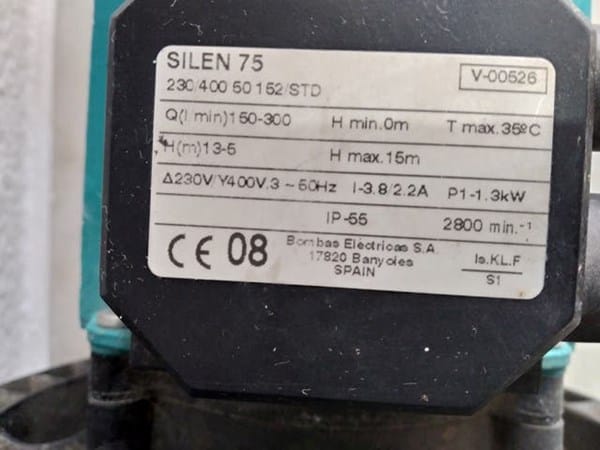 SILEN 75
V-00526
230/400 50 152/STD
Q(l min)150-300 H min.0m T max.35ºC
H(m)13-5 H max.15m
Δ230V/Y400V.3~50Hz I-3.8/2.2A P1-1.3kW
IP-55 2800 min.-¹
CE 08 Bombas Electricas S.A.
17820 Banyoles
SPAIN
Is.KL.F
S1